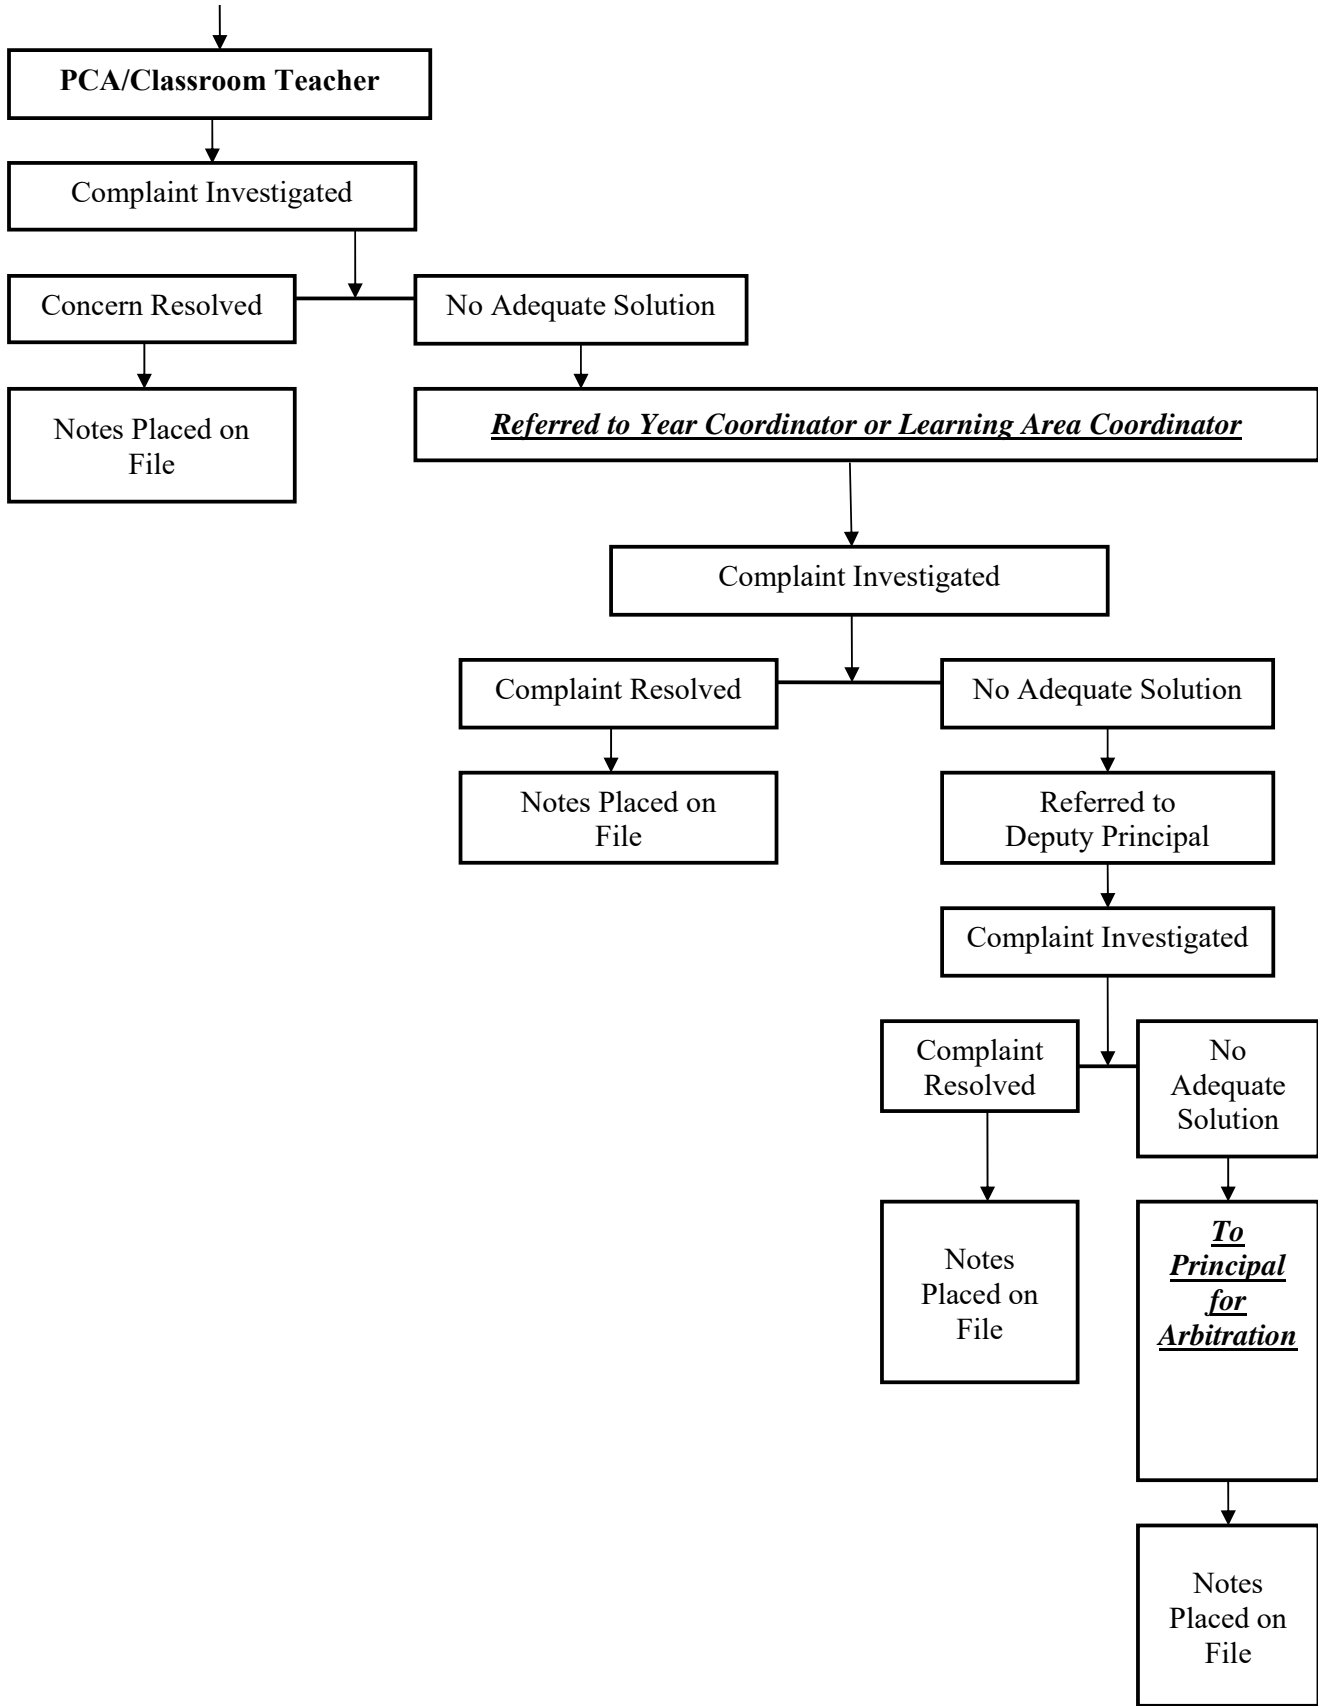 PCA/Classroom Teacher
Complaint Investigated
Concern Resolved
No Adequate Solution
Notes Placed on
File
Referred to Year Coordinator or Learning Area Coordinator
Complaint Investigated
Complaint Resolved
No Adequate Solution
Notes Placed on
File
Referred to
Deputy Principal
Complaint Investigated
Complaint
Resolved
No
Adequate
Solution
Notes
Placed on
File
To
Principal
for
Arbitration
Notes
Placed on
File